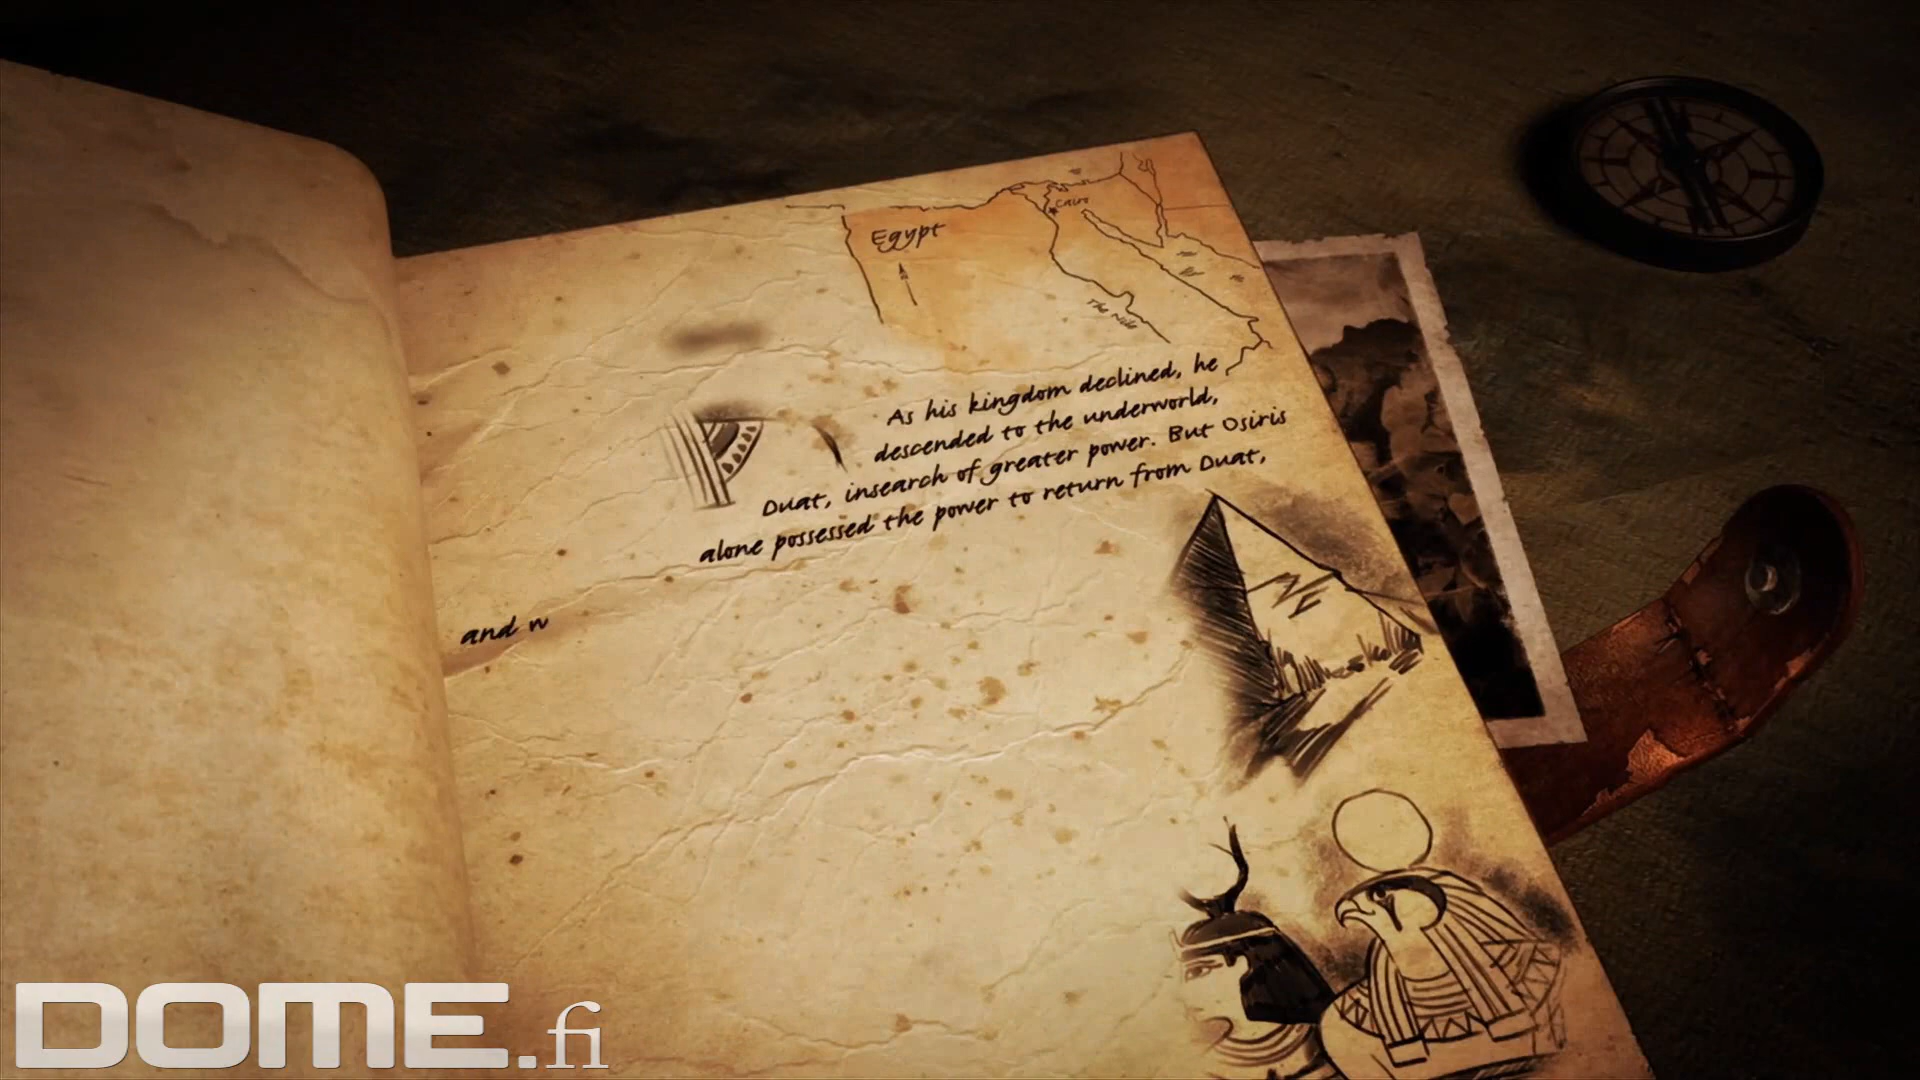 Egypt
Cairo
The Nile
As his kingdom declined, he
descended to the underworld,
Duat, insearch of greater power. But Osiris
alone possessed the power to return from Duat,
and w
DOME.fi